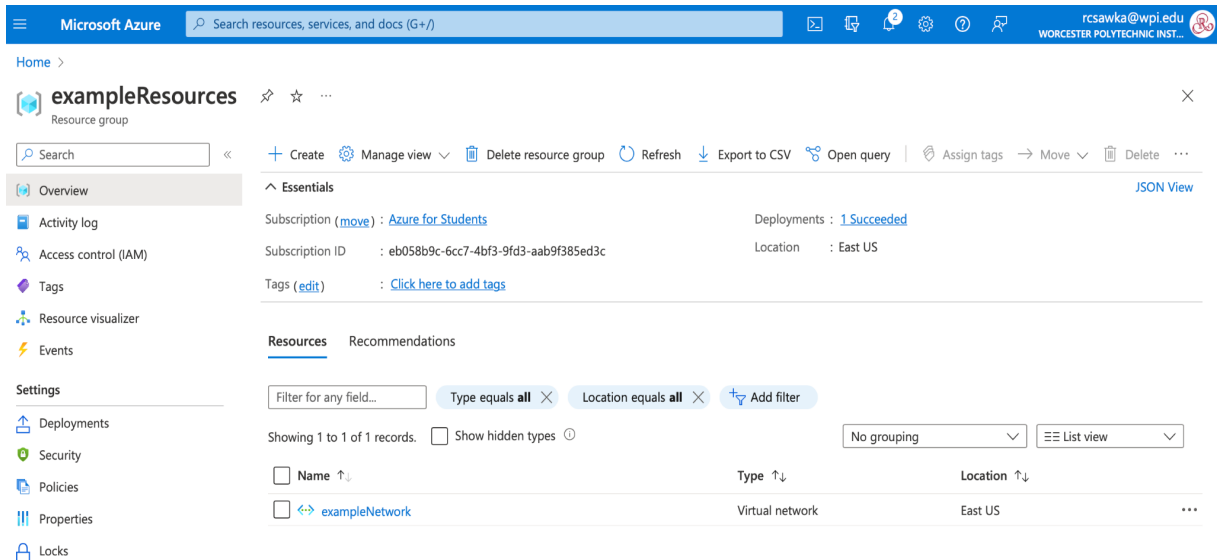 Microsoft Azure
Search resources, services, and docs (G+/)
2
rcsawka@wpi.edu
WORCESTER POLYTECHNIC INST...
Home >
exampleResources
Resource group
Search
Create
Manage view
Delete resource group
Refresh
Export to CSV
Open query
Assign tags
Move
Delete
Overview
Activity log
Access control (IAM)
Tags
Resource visualizer
Events
Settings
Deployments
Security
Policies
Properties
Locks
Essentials
JSON View
Subscription (move) : Azure for Students
Deployments : 1 Succeeded
Subscription ID : eb058b9c-6cc7-4bf3-9fd3-aab9f385ed3c
Location : East US
Tags (edit) : Click here to add tags
Resources Recommendations
Filter for any field...
Type equals all
Location equals all
Add filter
Showing 1 to 1 of 1 records.
Show hidden types
No grouping
List view
Name Type Location
exampleNetwork Virtual network East US